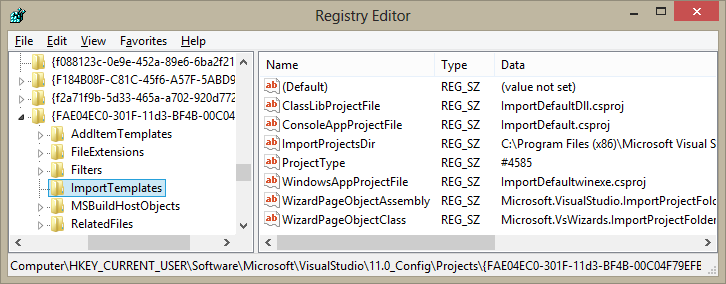 Registry Editor
File Edit View Favorites Help
{f088123c-0e9e-452a-89e6-6ba2f21
{F184B08F-C81C-45f6-A57F-5ABD9
{f2a71f9b-5d33-465a-a702-920d772
{FAE04EC0-301F-11d3-BF4B-00C04
AddItemTemplates
FileExtensions
Filters
ImportTemplates
MSBuildHostObjects
RelatedFiles
Name Type Data
(Default) REG_SZ (value not set)
ClassLibProjectFile REG_SZ ImportDefaultDll.csproj
ConsoleAppProjectFile REG_SZ ImportDefault.csproj
ImportProjectsDir REG_SZ C:\Program Files (x86)\Microsoft Visual S
ProjectType REG_SZ #4585
WindowsAppProjectFile REG_SZ ImportDefaultwinexe.csproj
WizardPageObjectAssembly REG_SZ Microsoft.VisualStudio.ImportProjectFold
WizardPageObjectClass REG_SZ Microsoft.VsWizards.ImportProjectFolder
Computer\HKEY_CURRENT_USER\Software\Microsoft\VisualStudio\11.0_Config\Projects\{FAE04EC0-301F-11d3-BF4B-00C04F79EFB